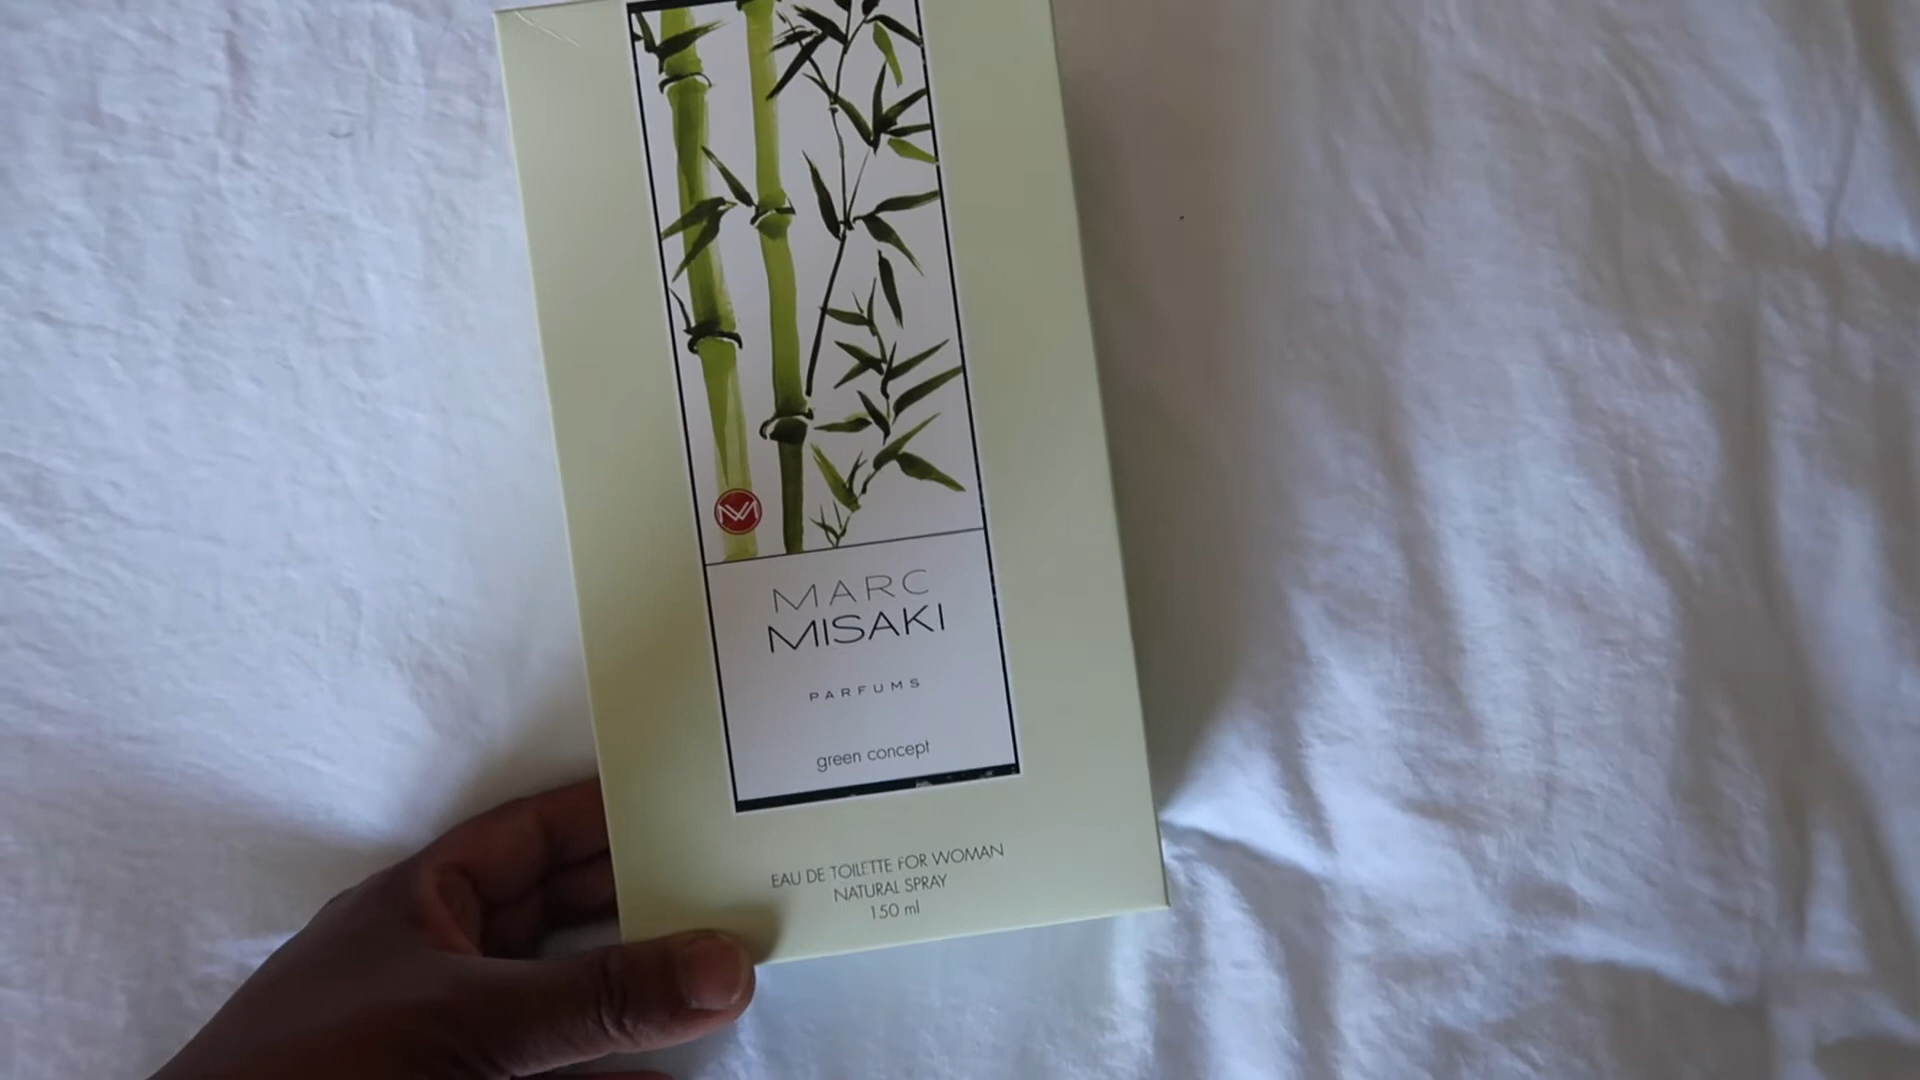 MARC
MISAKI
PARFUMS
green concept
EAU DE TOILETTE FOR WOMAN
NATURAL SPRAY
150 ml